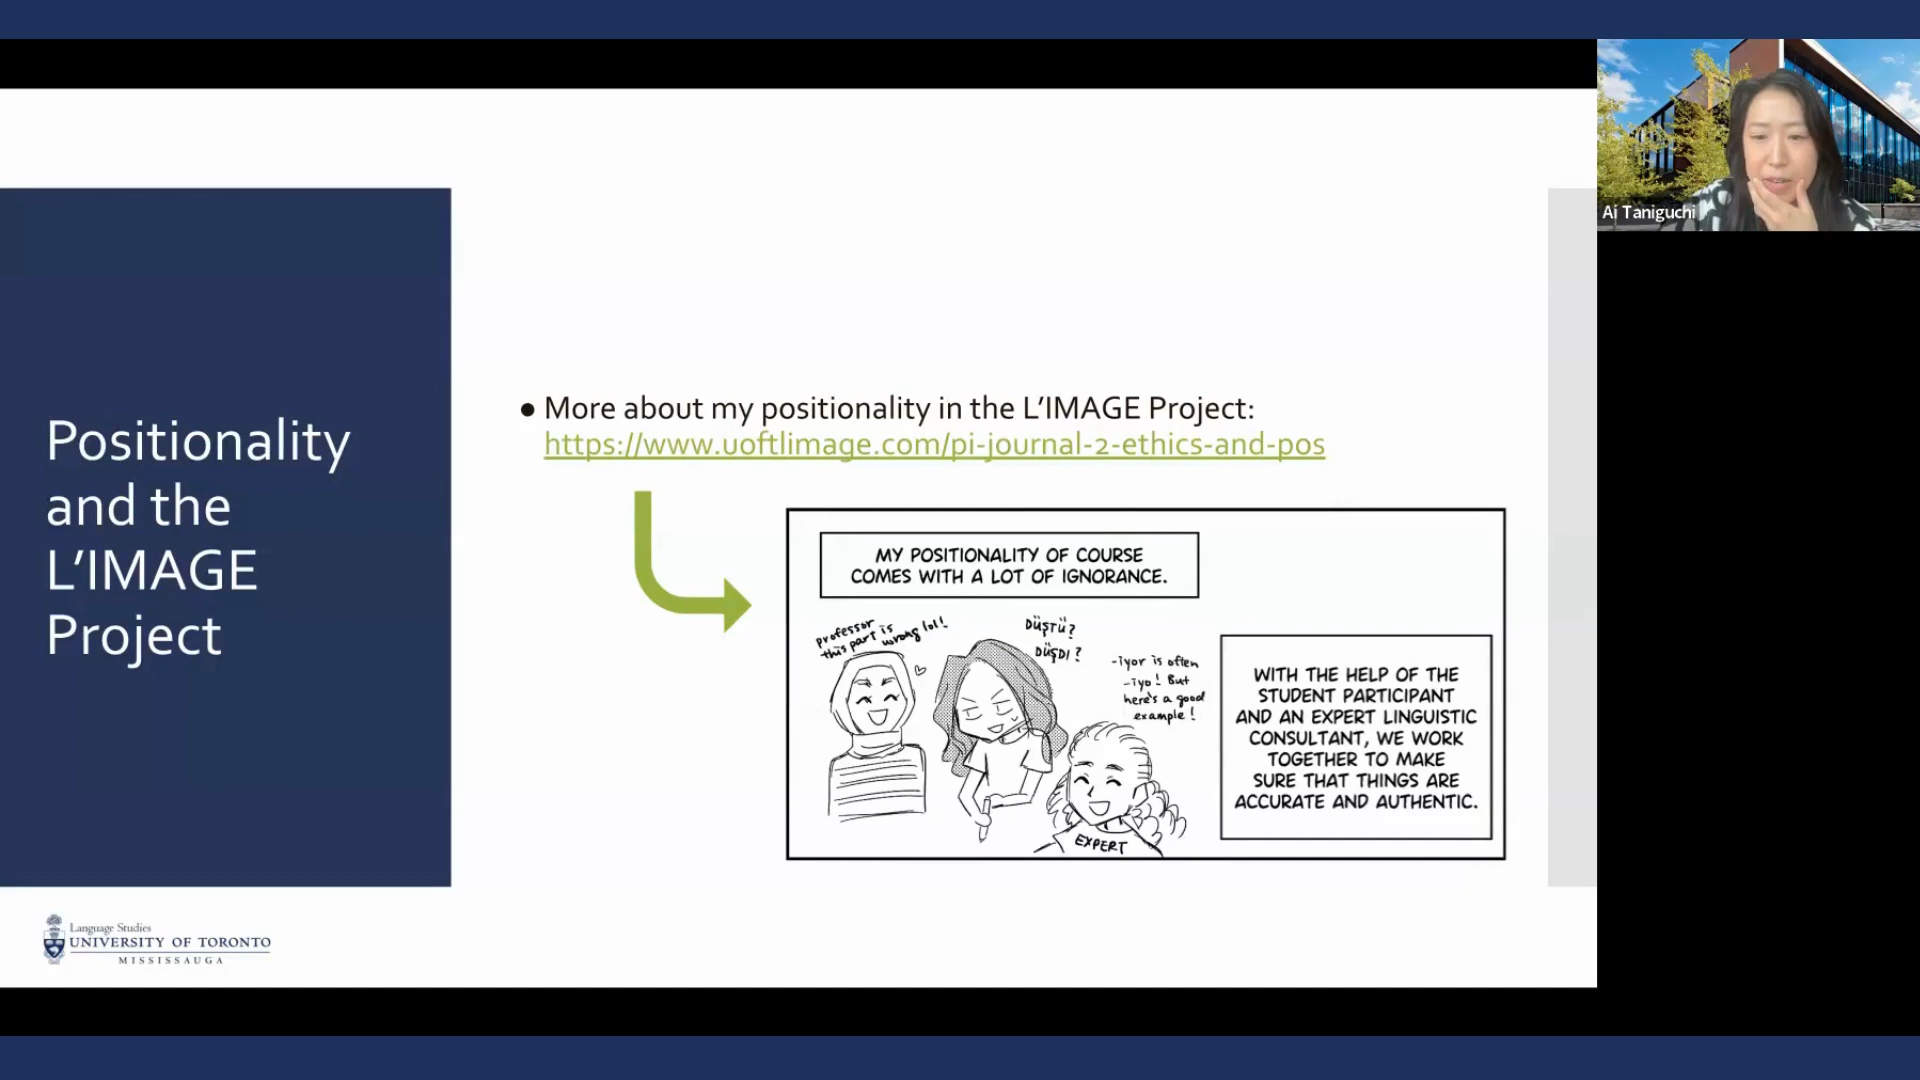 Ai Taniguchi
Positionality
and the
L'IMAGE
Project
● More about my positionality in the L'IMAGE Project:
https://www.uoftlimage.com/pi-journal-2-ethics-and-pos
MY POSITIONALITY OF COURSE
COMES WITH A LOT OF IGNORANCE.
professor
this part is
wrong lol!
DÜŞTÜ?
DÜŞDI?
-iyor is often
-iyo! But
here's a good
example!
EXPERT
WITH THE HELP OF THE
STUDENT PARTICIPANT
AND AN EXPERT LINGUISTIC
CONSULTANT, WE WORK
TOGETHER TO MAKE
SURE THAT THINGS ARE
ACCURATE AND AUTHENTIC.
Language Studies
UNIVERSITY OF TORONTO
MISSISSAUGA